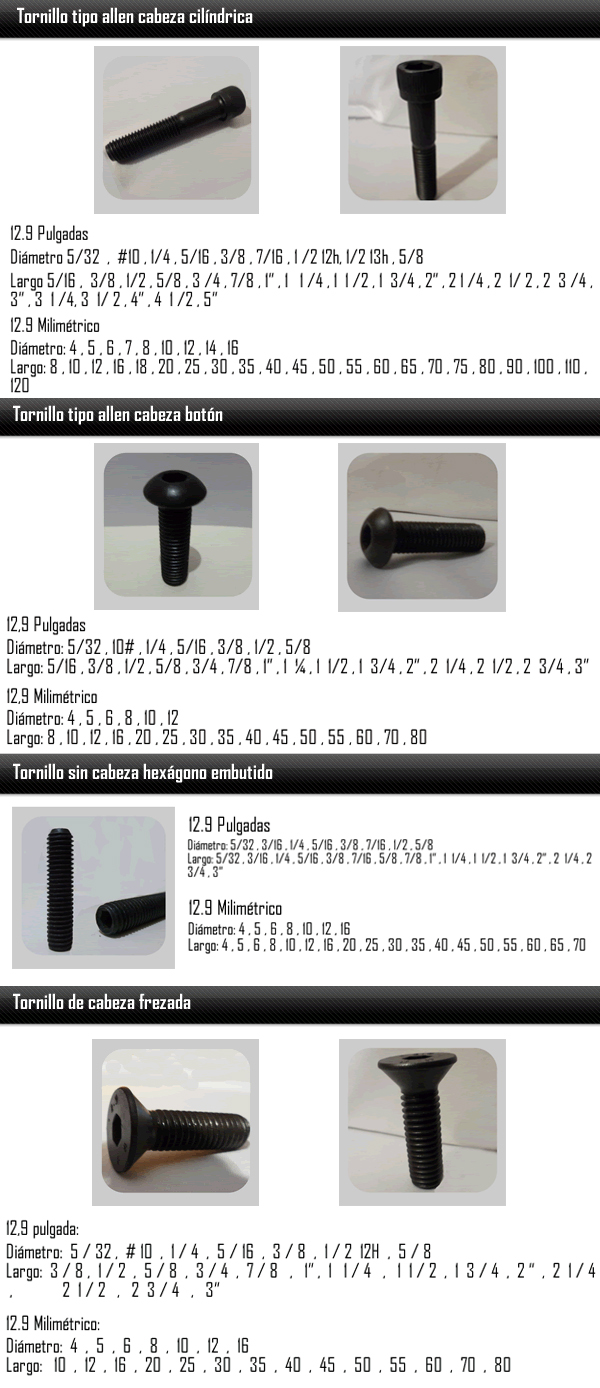 Tornillo tipo allen cabeza cilíndrica
12.9 Pulgadas
Diámetro 5/32 , #10 , 1/4 , 5/16 , 3/8 , 7/16 , 1 /2 12h, 1/2 13h , 5/8
Largo 5/16 , 3/8 , 1/2 , 5/8 , 3 /4 , 7/8 , 1" , 1 1/4 , 1 1/2 , 1 3/4 , 2" , 2 1/4 , 2 1/ 2 , 2 3 /4 ,
3" , 3 1 /4, 3 1/ 2 , 4" , 4 1 /2 , 5"
12.9 Milimétrico
Diámetro: 4 , 5 , 6 , 7 , 8 , 10 , 12 , 14 , 16
Largo: 8 , 10 , 12 , 16 , 18 , 20 , 25 , 30 , 35 , 40 , 45 , 50 , 55 , 60 , 65 , 70 , 75 , 80 , 90 , 100 , 110 ,
120
Tornillo tipo allen cabeza botón
12,9 Pulgadas
Diámetro: 5/32 , 10# , 1/4 , 5/16 , 3/8 , 1/2 , 5/8
Largo: 5/16 , 3/8 , 1/2 , 5/8 , 3/4 , 7/8 , 1" , 1 ¼ , 1 1/2 , 1 3/4 , 2" , 2 1/4 , 2 1/2 , 2 3/4 , 3"
12,9 Milimétrico
Diámetro: 4 , 5 , 6 , 8 , 10 , 12
Largo: 8 , 10 , 12 , 16 , 20 , 25 , 30 , 35 , 40 , 45 , 50 , 55 , 60 , 70 , 80
Tornillo sin cabeza hexágono embutido
12.9 Pulgadas
Diámetro: 5/32 , 3/16 , 1/4 , 5/16 , 3/8 , 7/16 , 1/2 , 5/8
Largo: 5/32 , 3/16 , 1/4 , 5/16 , 3/8 , 7/16 , 5/8 , 7/8 , 1" , 1 1/4 , 1 1/2 , 1 3/4 , 2" , 2 1/4 , 2
3/4 , 3"
12.9 Milimétrico
Diámetro: 4 , 5 , 6 , 8 , 10 , 12 , 16
Largo: 4 , 5 , 6 , 8 , 10 , 12 , 16 , 20 , 25 , 30 , 35 , 40 , 45 , 50 , 55 , 60 , 65 , 70
Tornillo de cabeza frezada
12,9 pulgada:
Diámetro: 5 / 32 , # 10 , 1 / 4 , 5 / 16 , 3 / 8 , 1 / 2 12H , 5 / 8
Largo: 3 / 8 , 1 / 2 , 5 / 8 , 3 / 4 , 7 / 8 , 1" , 1 1 / 4 , 1 1 / 2 , 1 3 / 4 , 2 " , 2 1 / 4
, 2 1 / 2 , 2 3 / 4 , 3"
12.9 Milimétrico:
Diámetro: 4 , 5 , 6 , 8 , 10 , 12 , 16
Largo: 10 , 12 , 16 , 20 , 25 , 30 , 35 , 40 , 45 , 50 , 55 , 60 , 70 , 80